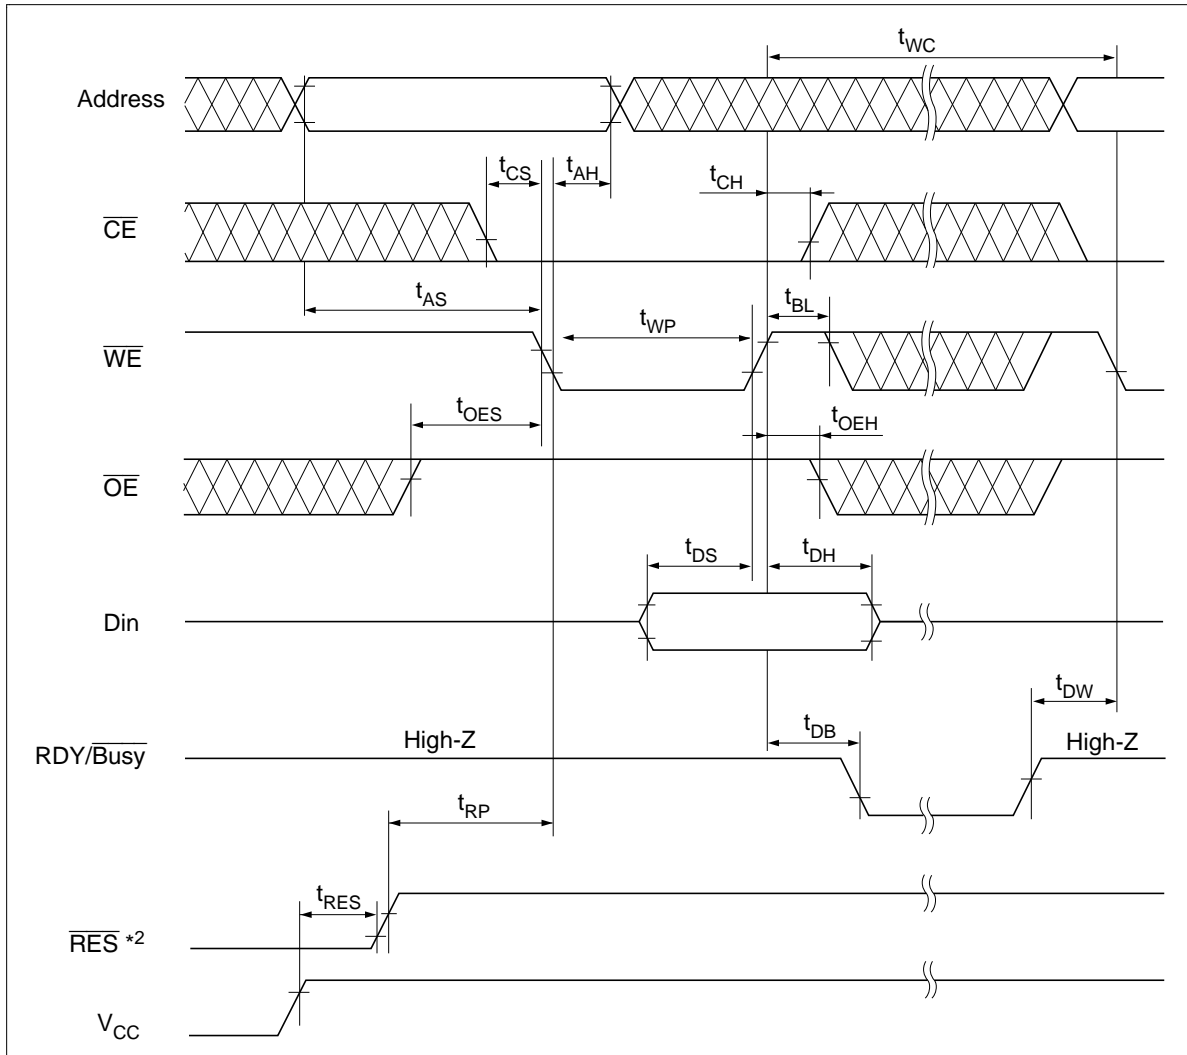 tWC
Address
tCS
tAH
tCH
CE
tAS
tBL
tWP
WE
tOES
tOEH
OE
tDS
tDH
Din
tDW
tDB
RDY/Busy
High-Z
High-Z
tRP
tRES
RES *2
VCC